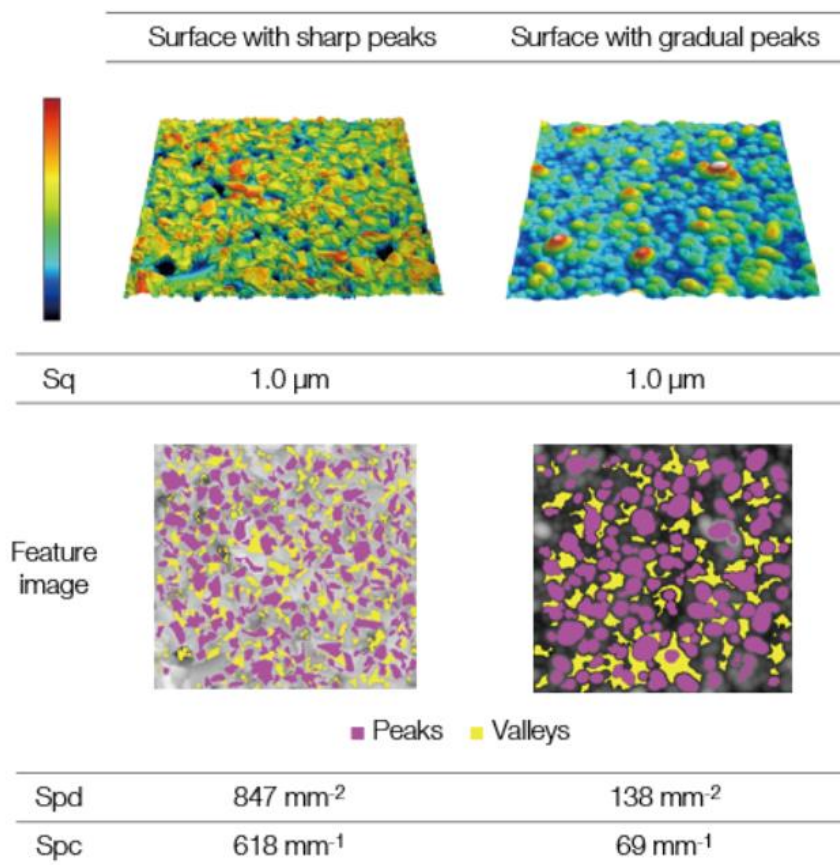 Surface with sharp peaks Surface with gradual peaks
Sq 1.0 µm 1.0 µm
Feature
image
Peaks Valleys
Spd 847 mm-2 138 mm-2
Spc 618 mm-1 69 mm-1